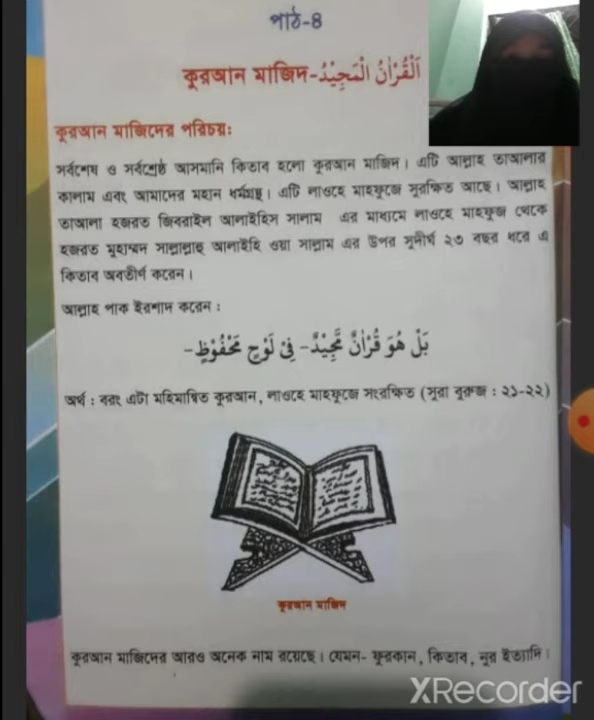 পাঠ-৪
কুরআন মাজিদ-اَلْقُرْاٰنُ الْمَجِيْدُ
কুরআন মাজিদের পরিচয়:
সর্বশেষ ও সর্বশ্রেষ্ঠ আসমানি কিতাব হলো কুরআন মাজিদ। এটি আল্লাহ তাআলার
কালাম এবং আমাদের মহান ধর্মগ্রন্থ। এটি লাওহে মাহফুজে সুরক্ষিত আছে। আল্লাহ
তাআলা হজরত জিবরাইল আলাইহিস সালাম এর মাধ্যমে লাওহে মাহফুজ থেকে
হজরত মুহাম্মদ সাল্লাল্লাহু আলাইহি ওয়া সাল্লাম এর উপর সুদীর্ঘ ২৩ বছর ধরে এ
কিতাব অবতীর্ণ করেন।
আল্লাহ পাক ইরশাদ করেন :
بَلْ هُوَ قُرْاٰنٌ مَّجِيْدٌ- فِىْ لَوْحٍ مَّحْفُوْظٍ-
অর্থ : বরং এটা মহিমান্বিত কুরআন, লাওহে মাহফুজে সংরক্ষিত (সূরা বুরুজ : ২১-২২)
কুরআন মাজিদ
কুরআন মাজিদের আরও অনেক নাম রয়েছে। যেমন- ফুরকান, কিতাব, নুর ইত্যাদি।
XRecorder